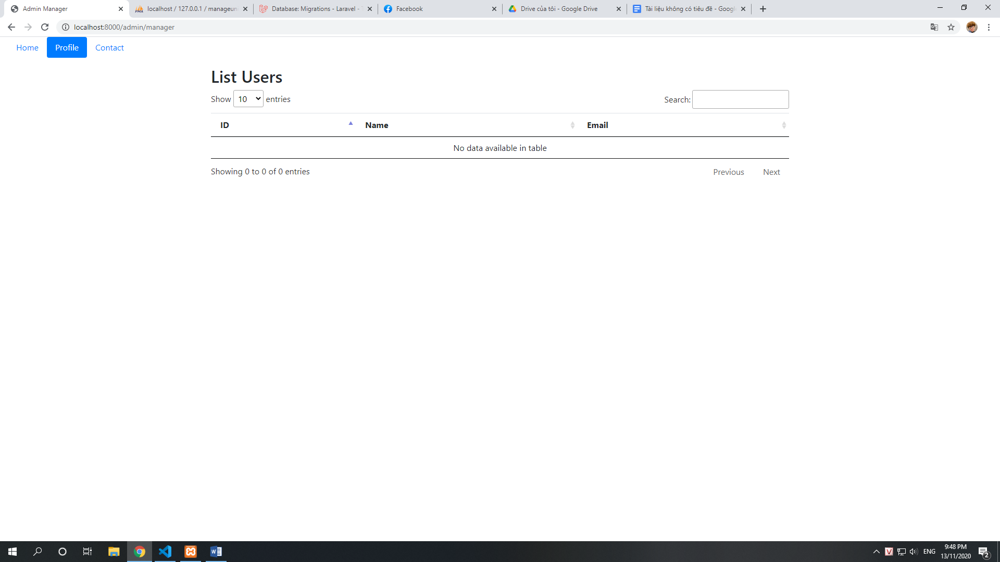 Admin Manager
localhost / 127.0.0.1 / manageun
Database: Migrations - Laravel -
Facebook
Drive của tôi - Google Drive
Tài liệu không có tiêu đề - Googl
localhost:8000/admin/manager
Home Profile Contact
List Users
Show 10 entries
Search:
ID Name Email
No data available in table
Showing 0 to 0 of 0 entries
Previous Next
ENG
9:48 PM
13/11/2020
2